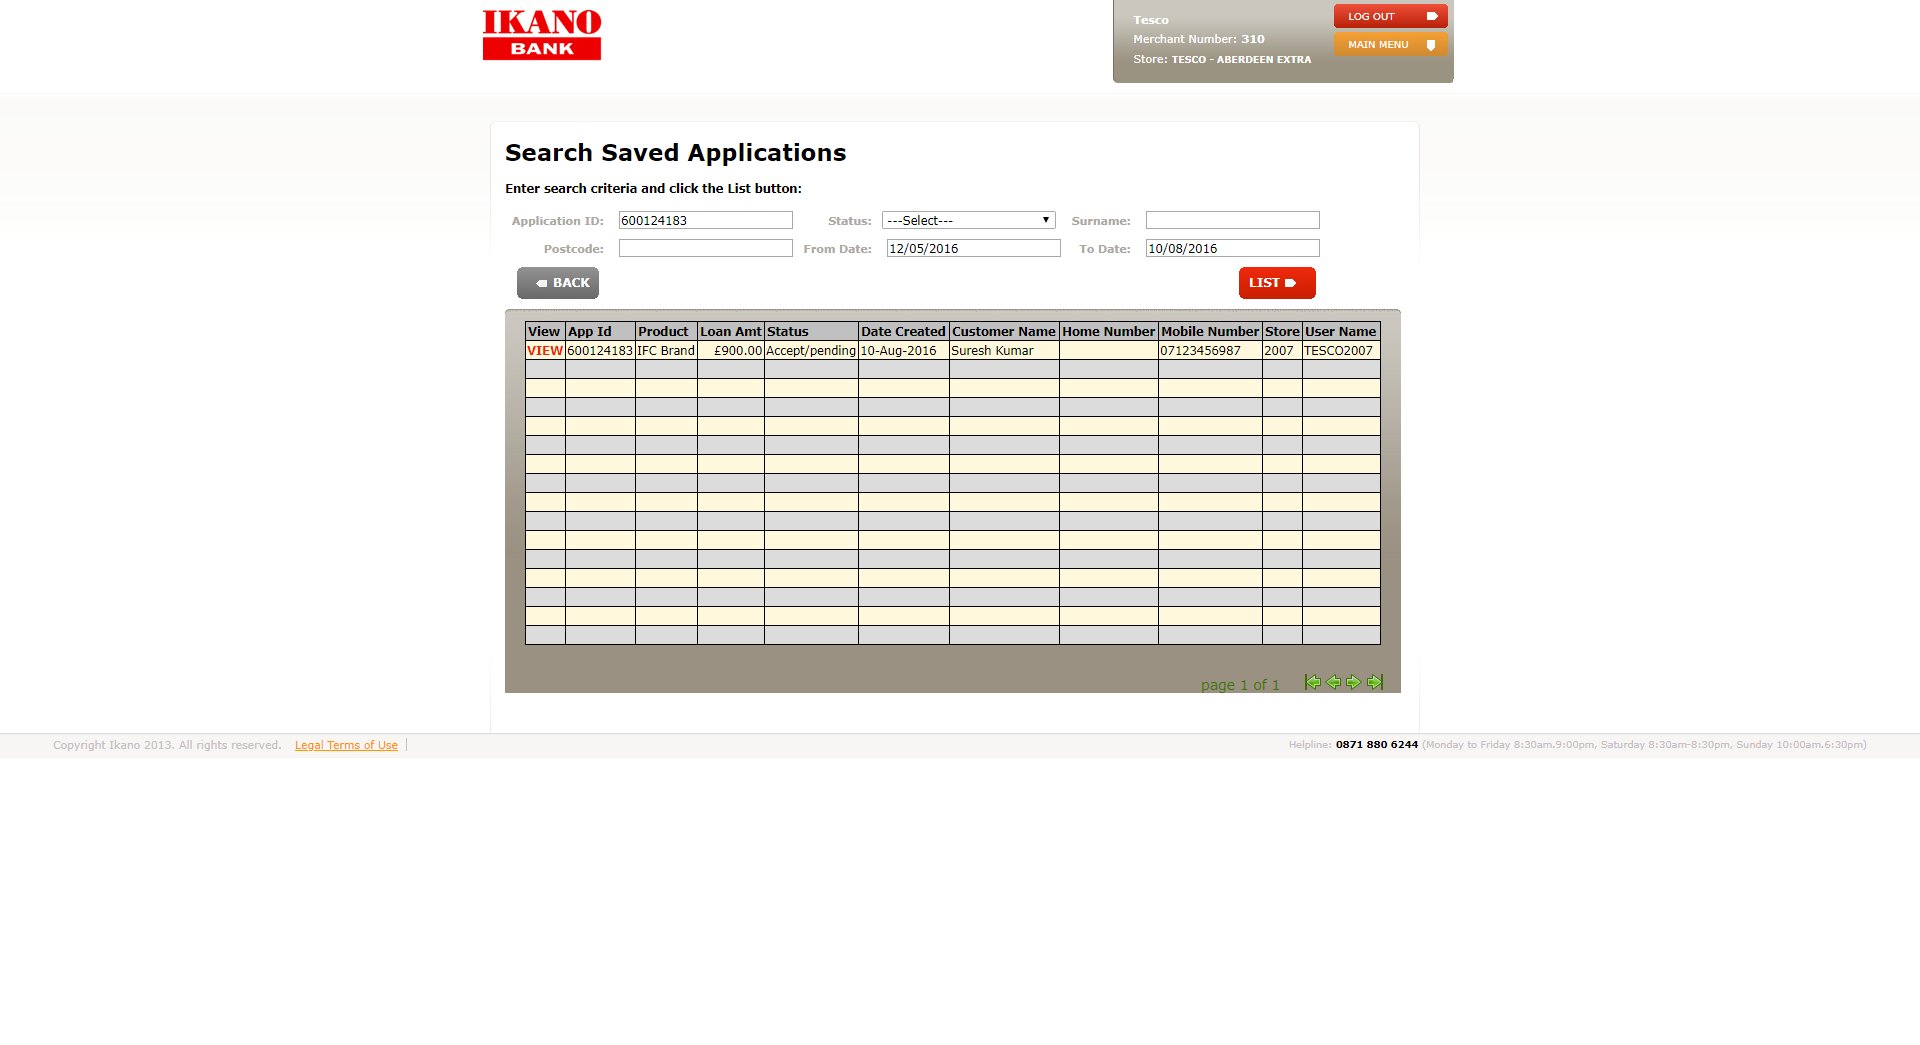 IKANO
BANK
Tesco
Merchant Number: 310
Store: TESCO - ABERDEEN EXTRA
LOG OUT
MAIN MENU
Search Saved Applications
Enter search criteria and click the List button:
Application ID: 600124183 Status: ---Select--- Surname:
Postcode: From Date: 12/05/2016 To Date: 10/08/2016
BACK LIST
View App Id Product Loan Amt Status Date Created Customer Name Home Number Mobile Number Store User Name
VIEW 600124183 IFC Brand £900.00 Accept/pending 10-Aug-2016 Suresh Kumar 07123456987 2007 TESCO2007
page 1 of 1
Copyright Ikano 2013. All rights reserved. Legal Terms of Use Helpline: 0871 880 6244 (Monday to Friday 8:30am.9:00pm, Saturday 8:30am-8:30pm, Sunday 10:00am.6:30pm)